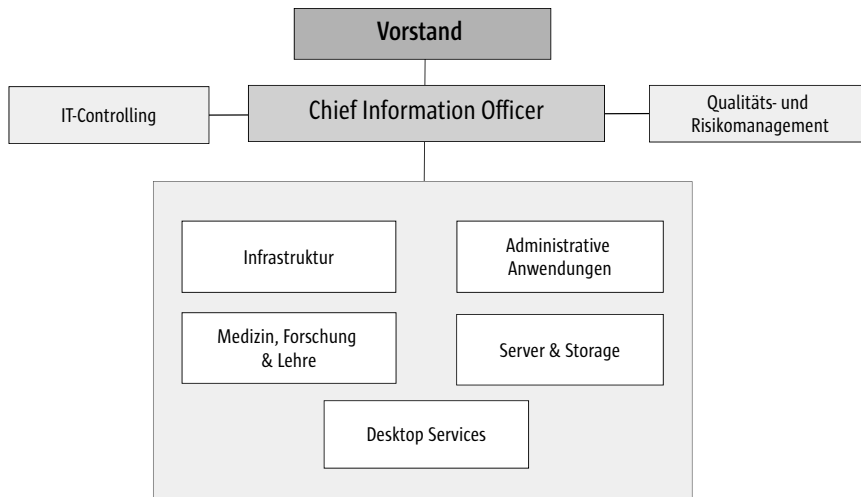 Vorstand
IT-Controlling
Chief Information Officer
Qualitäts- und
Risikomanagement
Infrastruktur
Administrative
Anwendungen
Medizin, Forschung
& Lehre
Server & Storage
Desktop Services